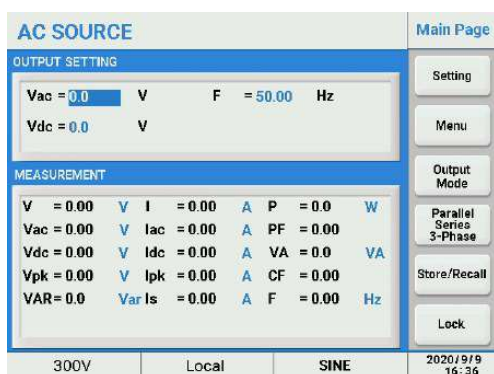 AC SOURCE
Main Page
OUTPUT SETTING
Vac = 0.0 V F = 50.00 Hz
Vdc = 0.0 V
MEASUREMENT
V = 0.00 V I = 0.00 A P = 0.0 W
Vac = 0.00 V Iac = 0.00 A PF = 0.00
Vdc = 0.00 V Idc = 0.00 A VA = 0.0 VA
Vpk = 0.00 V Ipk = 0.00 A CF = 0.00
VAR= 0.0 Var Is = 0.00 A F = 0.00 Hz
Setting
Menu
Output
Mode
Parallel
Series
3-Phase
Store/Recall
Lock
300V Local SINE
2020/9/9
16:36